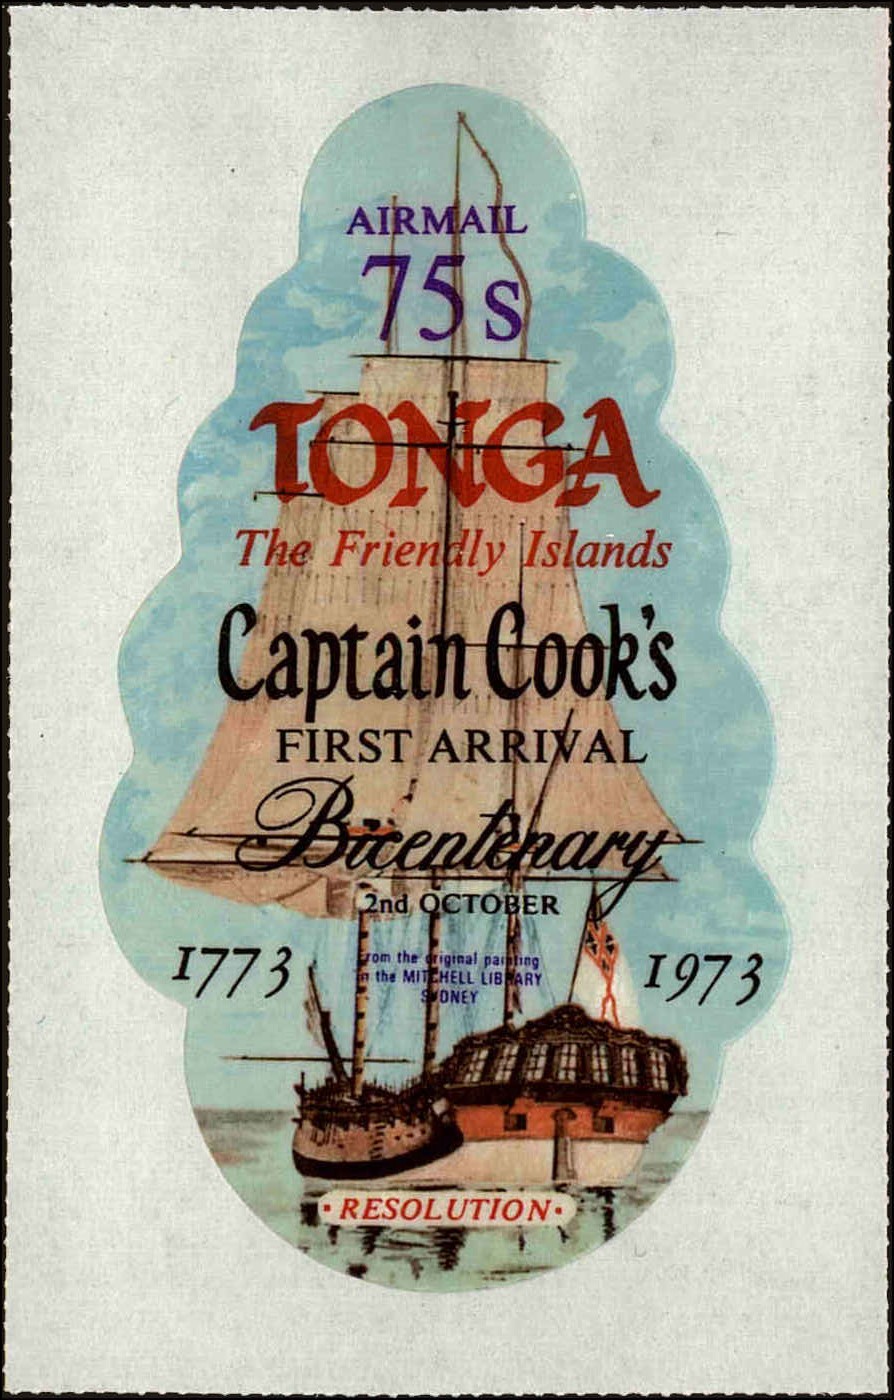 AIRMAIL
75s
TONGA
The Friendly Islands
Captain Cook's
FIRST ARRIVAL
Bicentenary
2nd OCTOBER
1773
1973
from the original painting
in the MITCHELL LIBRARY
SYDNEY
·RESOLUTION·